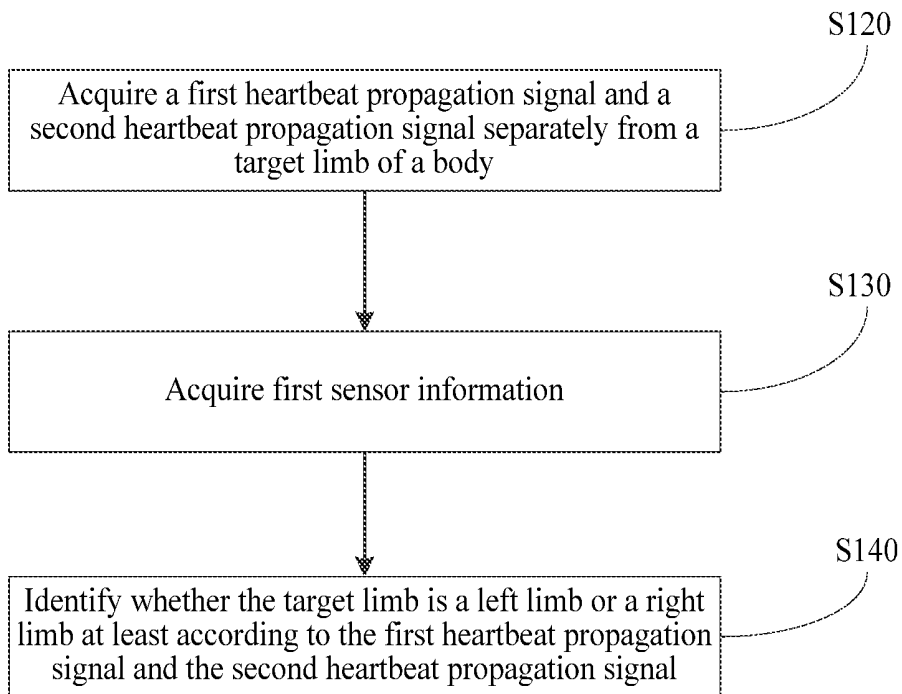 S120
Acquire a first heartbeat propagation signal and a
second heartbeat propagation signal separately from a
target limb of a body
S130
Acquire first sensor information
S140
Identify whether the target limb is a left limb or a right
limb at least according to the first heartbeat propagation
signal and the second heartbeat propagation signal